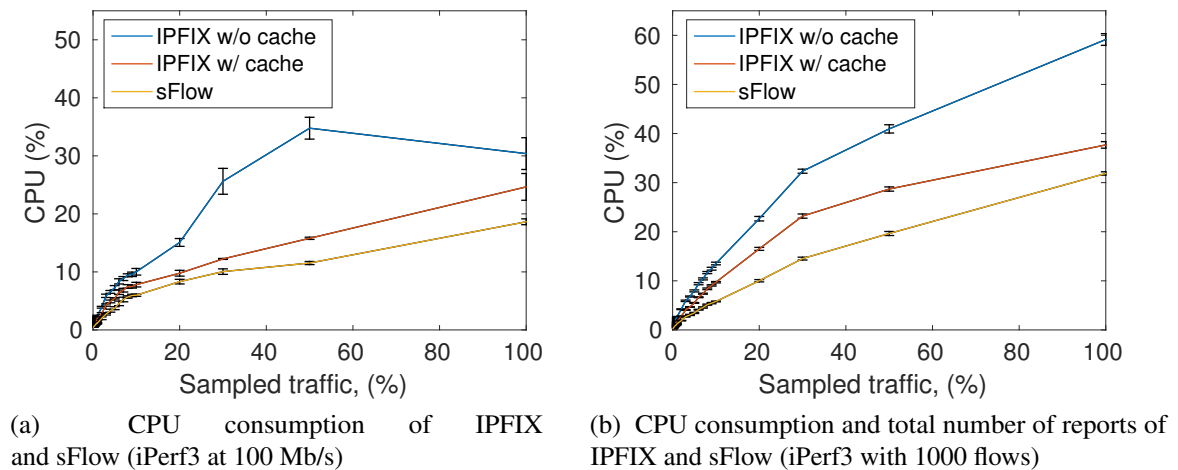 50
40
30
20
10
0
CPU (%)
IPFIX w/o cache
IPFIX w/ cache
sFlow
0 20 40 60 80 100
Sampled traffic, (%)
(a) CPU consumption of IPFIX
and sFlow (iPerf3 at 100 Mb/s)
60
50
40
30
20
10
0
CPU (%)
IPFIX w/o cache
IPFIX w/ cache
sFlow
0 20 40 60 80 100
Sampled traffic, (%)
(b) CPU consumption and total number of reports of
IPFIX and sFlow (iPerf3 with 1000 flows)